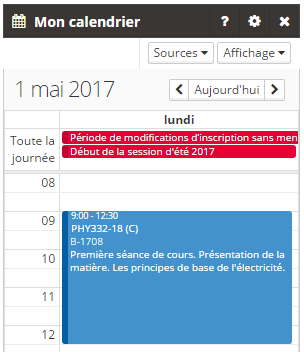 Mon calendrier ?
Sources Affichage
1 mai 2017 Aujourd'hui
lundi
Toute la
journée
Période de modifications d'inscription sans men
Début de la session d'été 2017
08
09
10
11
12
9:00 - 12:30
PHY332-18 (C)
B-1708
Première séance de cours. Présentation de la
matière. Les principes de base de l'électricité.